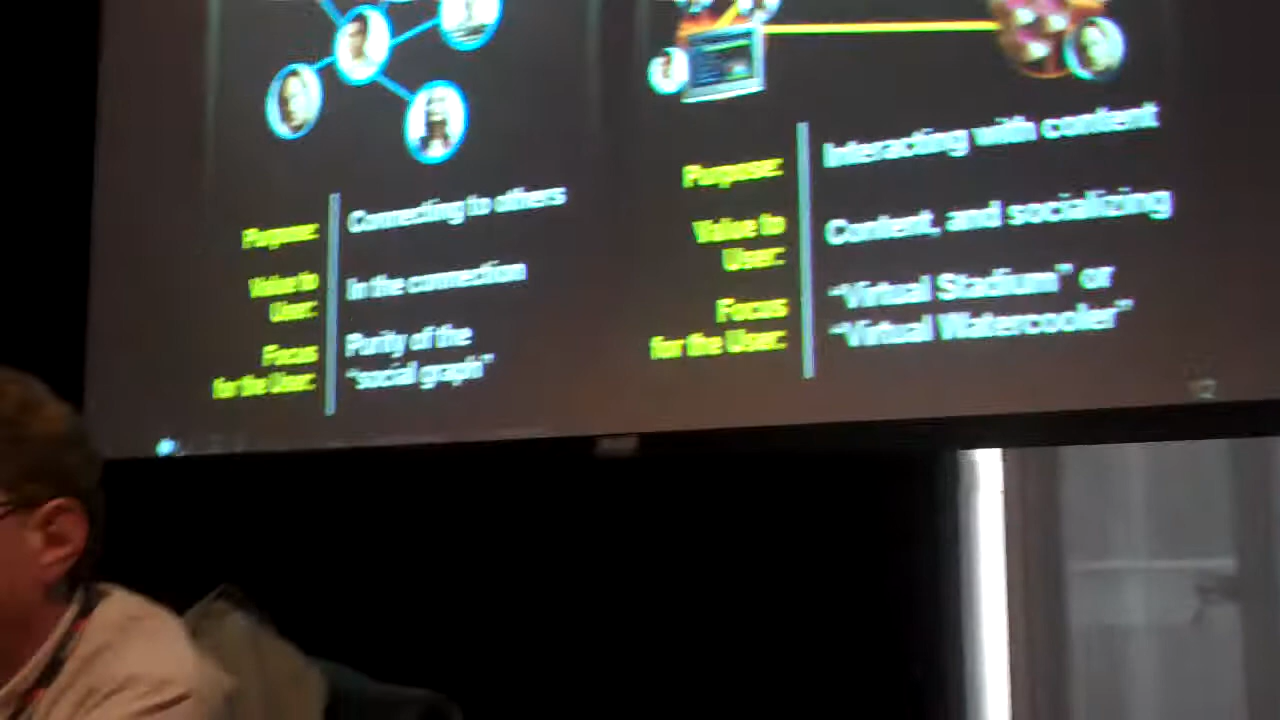 Purpose:
Connecting to others
Value to
User:
In the connection
Focus
for the User:
Purity of the
"social graph"
Purpose:
Interacting with content
Value to
User:
Content, and socializing
Focus
for the User:
"Virtual Stadium" or
"Virtual Watercooler"